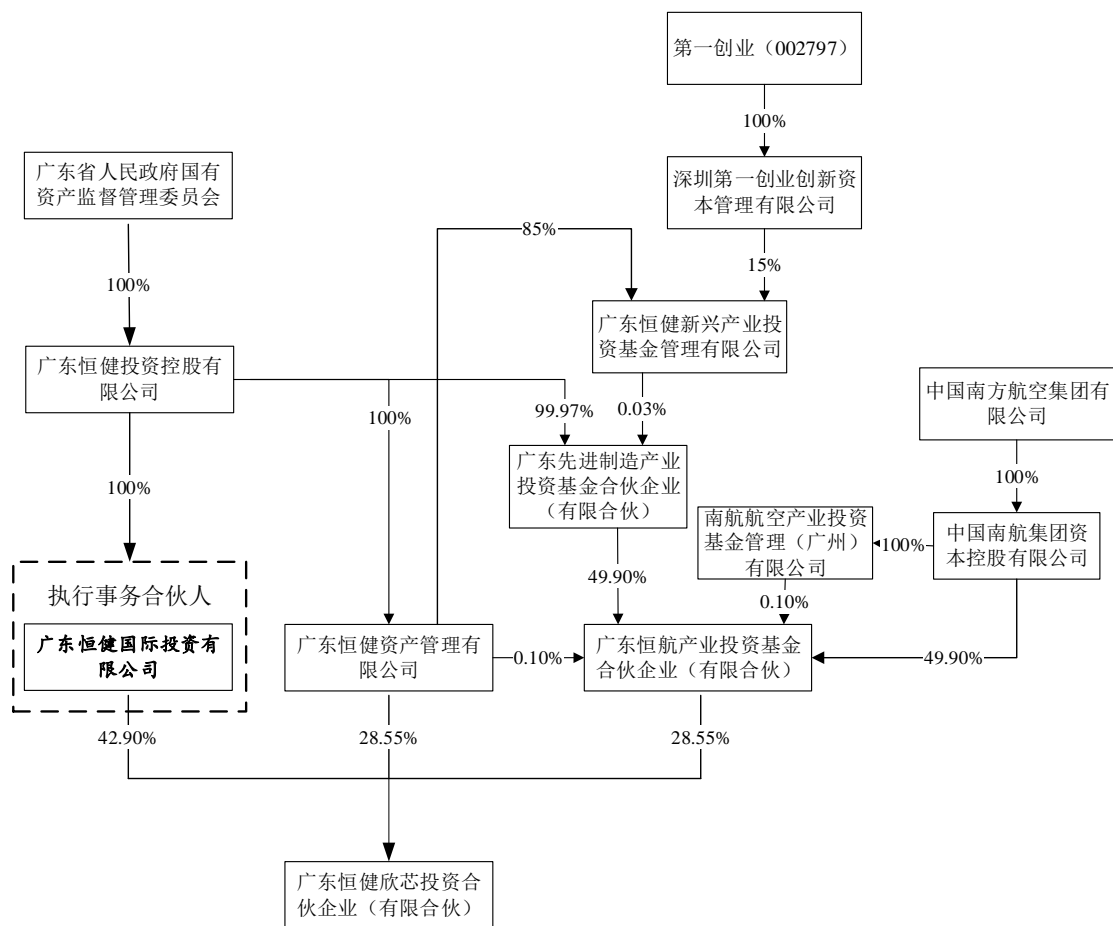 第一创业（002797）
100%
广东省人民政府国有
资产监督管理委员会
深圳第一创业创新资
本管理有限公司
85%
15%
100%
广东恒健新兴产业投
资基金管理有限公司
广东恒健投资控股有
限公司
中国南方航空集团有
限公司
99.97%
0.03%
100%
广东先进制造产业
投资基金合伙企业
（有限合伙）
100%
100%
南航航空产业投资
基金管理（广州）
有限公司
100%
中国南航集团资
本控股有限公司
49.90%
0.10%
执行事务合伙人
广东恒健国际投资有
限公司
广东恒健资产管理有
限公司
0.10%
广东恒航产业投资基金
合伙企业（有限合伙）
49.90%
42.90%
28.55%
28.55%
广东恒健欣芯投资合
伙企业（有限合伙）